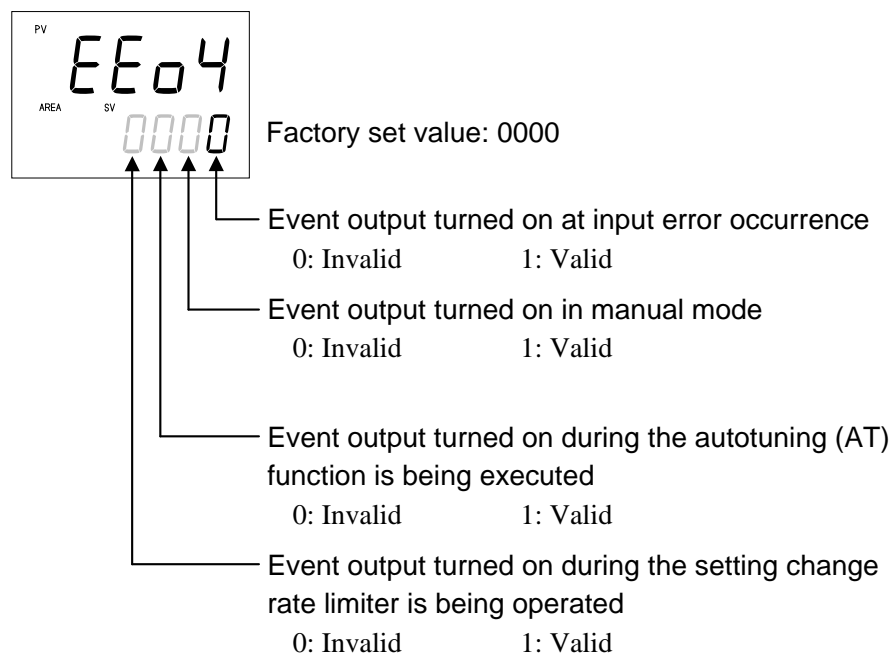 PV
EEo4
AREA SV
0000
Factory set value: 0000
Event output turned on at input error occurrence
0: Invalid 1: Valid
Event output turned on in manual mode
0: Invalid 1: Valid
Event output turned on during the autotuning (AT)
function is being executed
0: Invalid 1: Valid
Event output turned on during the setting change
rate limiter is being operated
0: Invalid 1: Valid